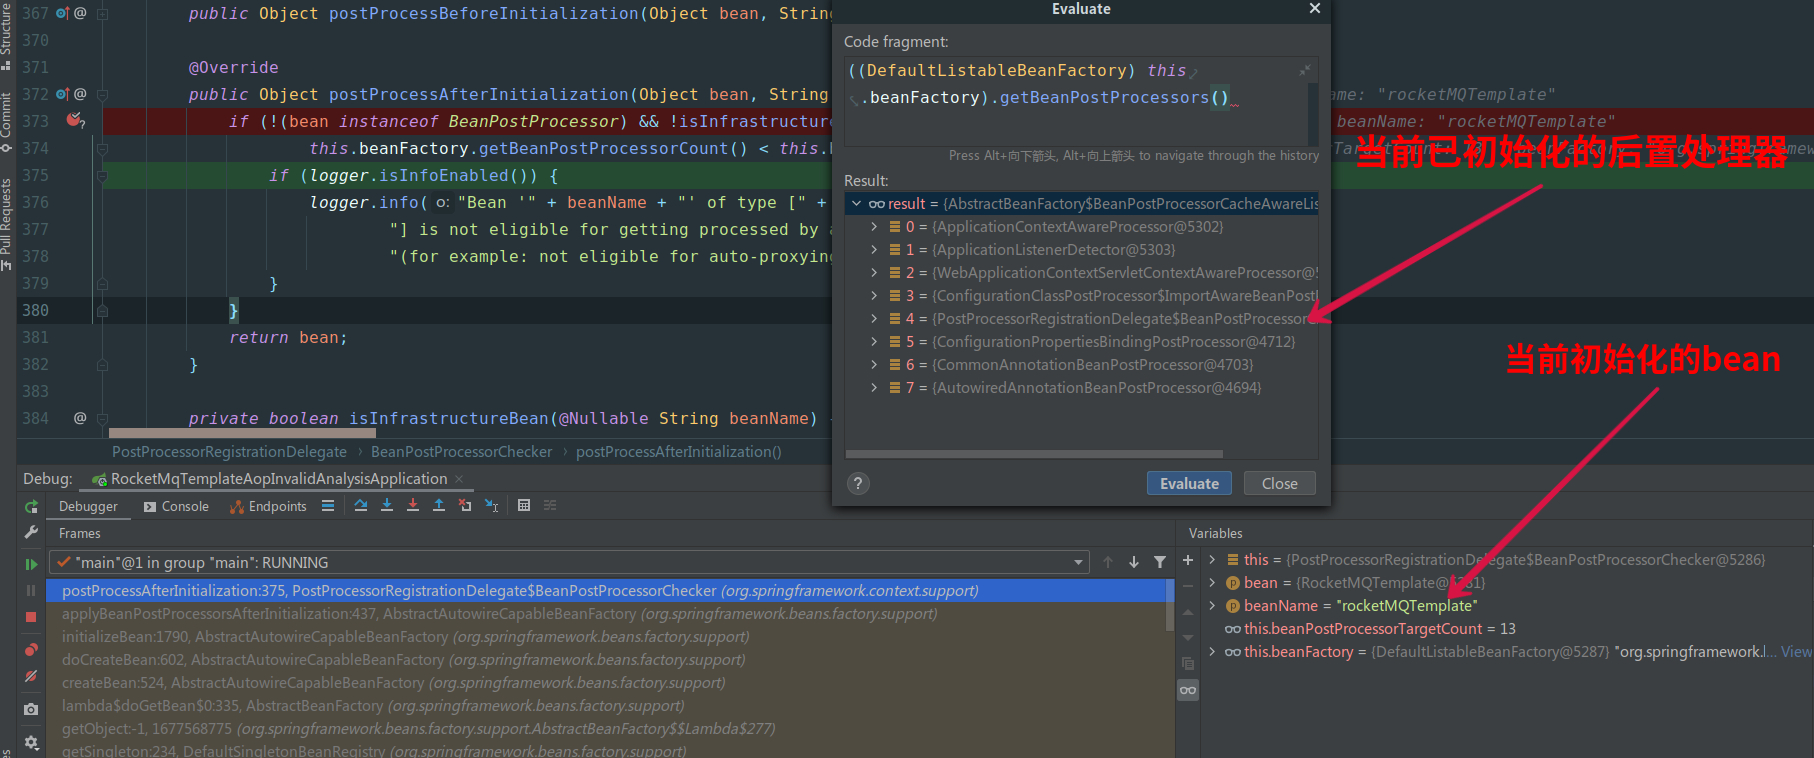 367 public Object postProcessBeforeInitialization(Object bean, String
370
371 @Override
372 public Object postProcessAfterInitialization(Object bean, String ame: "rocketMQTemplate"
373 if (!(bean instanceof BeanPostProcessor) && !isInfrastructure beanName: "rocketMQTemplate"
374 this.beanFactory.getBeanPostProcessorCount() < this.
375 if (logger.isInfoEnabled()) {
376 logger.info( o: "Bean '" + beanName + "' of type [" +
377 "] is not eligible for getting processed by a
378 "(for example: not eligible for auto-proxying
379 }
380 }
381 return bean;
382 }
383
384 private boolean isInfrastructureBean(@Nullable String beanName) {
PostProcessorRegistrationDelegate › BeanPostProcessorChecker › postProcessAfterInitialization()
Structure
Commit
Pull Requests
Evaluate
Code fragment:
((DefaultListableBeanFactory) this
.beanFactory).getBeanPostProcessors()
Press Alt+向下箭头, Alt+向上箭头 to navigate through the history
Result:
result = {AbstractBeanFactory$BeanPostProcessorCacheAwareLis
0 = {ApplicationContextAwareProcessor@5302}
1 = {ApplicationListenerDetector@5303}
2 = {WebApplicationContextServletContextAwareProcessor@5
3 = {ConfigurationClassPostProcessor$ImportAwareBeanPost
4 = {PostProcessorRegistrationDelegate$BeanPostProcessor
5 = {ConfigurationPropertiesBindingPostProcessor@4712}
6 = {CommonAnnotationBeanPostProcessor@4703}
7 = {AutowiredAnnotationBeanPostProcessor@4694}
? Evaluate Close
当前已初始化的后置处理器
当前初始化的bean
Debug: RocketMqTemplateAopInvalidAnalysisApplication
Debugger Console Endpoints
Frames
"main"@1 in group "main": RUNNING
postProcessAfterInitialization:375, PostProcessorRegistrationDelegate$BeanPostProcessorChecker (org.springframework.context.support)
applyBeanPostProcessorsAfterInitialization:437, AbstractAutowireCapableBeanFactory (org.springframework.beans.factory.support)
initializeBean:1790, AbstractAutowireCapableBeanFactory (org.springframework.beans.factory.support)
doCreateBean:602, AbstractAutowireCapableBeanFactory (org.springframework.beans.factory.support)
createBean:524, AbstractAutowireCapableBeanFactory (org.springframework.beans.factory.support)
lambda$doGetBean$0:335, AbstractBeanFactory (org.springframework.beans.factory.support)
getObject:-1, 1677568775 (org.springframework.beans.factory.support.AbstractBeanFactory$$Lambda$277)
getSingleton:234, DefaultSingletonBeanRegistry (org.springframework.beans.factory.support)
Variables
this = {PostProcessorRegistrationDelegate$BeanPostProcessorChecker@5286}
bean = {RocketMQTemplate@5281}
beanName = "rocketMQTemplate"
this.beanPostProcessorTargetCount = 13
this.beanFactory = {DefaultListableBeanFactory@5287} "org.springframework.l... View